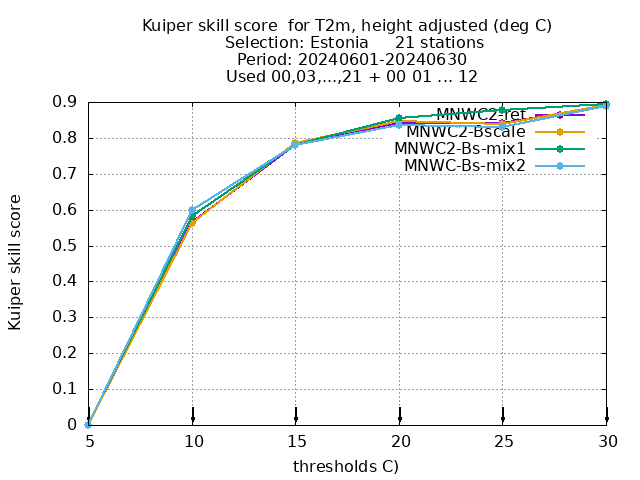 Kuiper skill score  for T2m, height adjusted (deg C)
Selection: Estonia     21 stations
Period: 20240601-20240630
Used 00,03,...,21 + 00 01 ... 12
Kuiper skill score
0.9
0.8
0.7
0.6
0.5
0.4
0.3
0.2
0.1
0
MNWC2-ref
MNWC2-Bscale
MNWC2-Bs-mix1
MNWC-Bs-mix2
5 10 15 20 25 30
thresholds C)